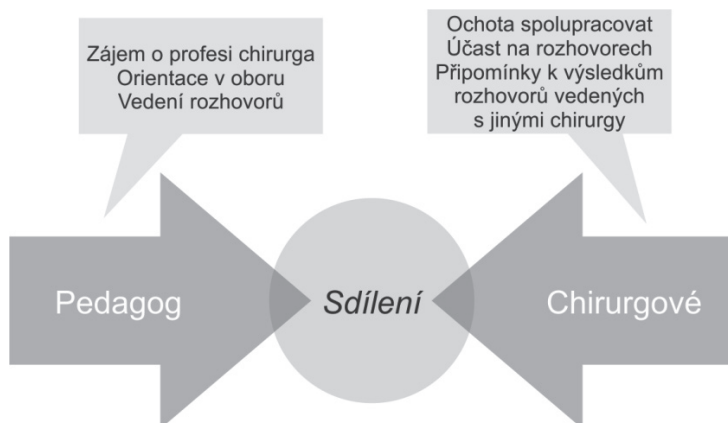 Zájem o profesi chirurga
Orientace v oboru
Vedení rozhovorů
Ochota spolupracovat
Účast na rozhovorech
Připomínky k výsledkům
rozhovorů vedených
s jinými chirurgy
Pedagog
Sdílení
Chirurgové